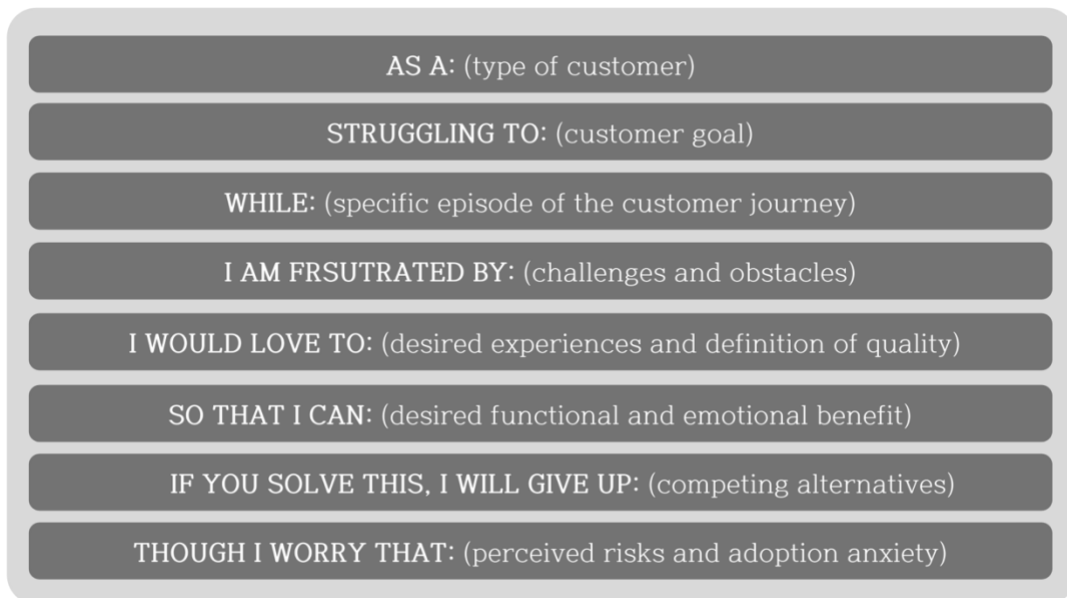 AS A: (type of customer)
STRUGGLING TO: (customer goal)
WHILE: (specific episode of the customer journey)
I AM FRSUTRATED BY: (challenges and obstacles)
I WOULD LOVE TO: (desired experiences and definition of quality)
SO THAT I CAN: (desired functional and emotional benefit)
IF YOU SOLVE THIS, I WILL GIVE UP: (competing alternatives)
THOUGH I WORRY THAT: (perceived risks and adoption anxiety)